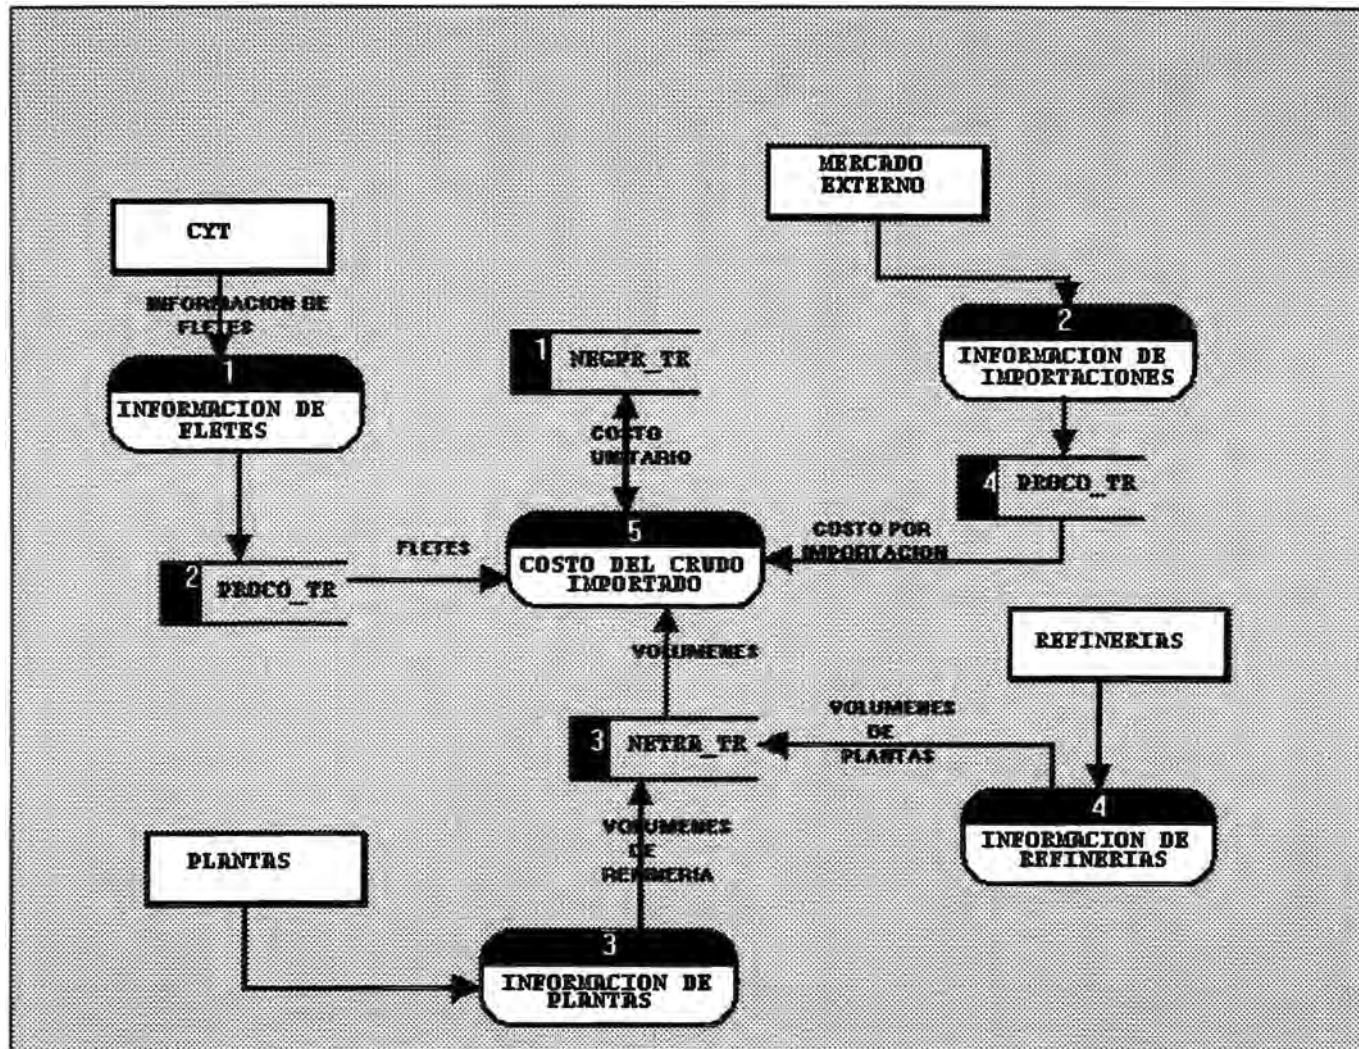 MERCADO
EXTERNO
CYT
INFORMACION DE
FLETES
2
INFORMACION DE
IMPORTACIONES
1
NEGPR_TR
1
INFORMACION DE
FLETES
COSTO
UNITARIO
4
PROCO_TR
5
COSTO DEL CRUDO
IMPORTADO
COSTO POR
IMPORTACION
FLETES
2
PROCO_TR
REFINERIAS
VOLUMENES
3
NETRA_TR
VOLUMENES
DE
PLANTAS
4
INFORMACION DE
REFINERIAS
VOLUMENES
DE
REFINERIA
PLANTAS
3
INFORMACION DE
PLANTAS